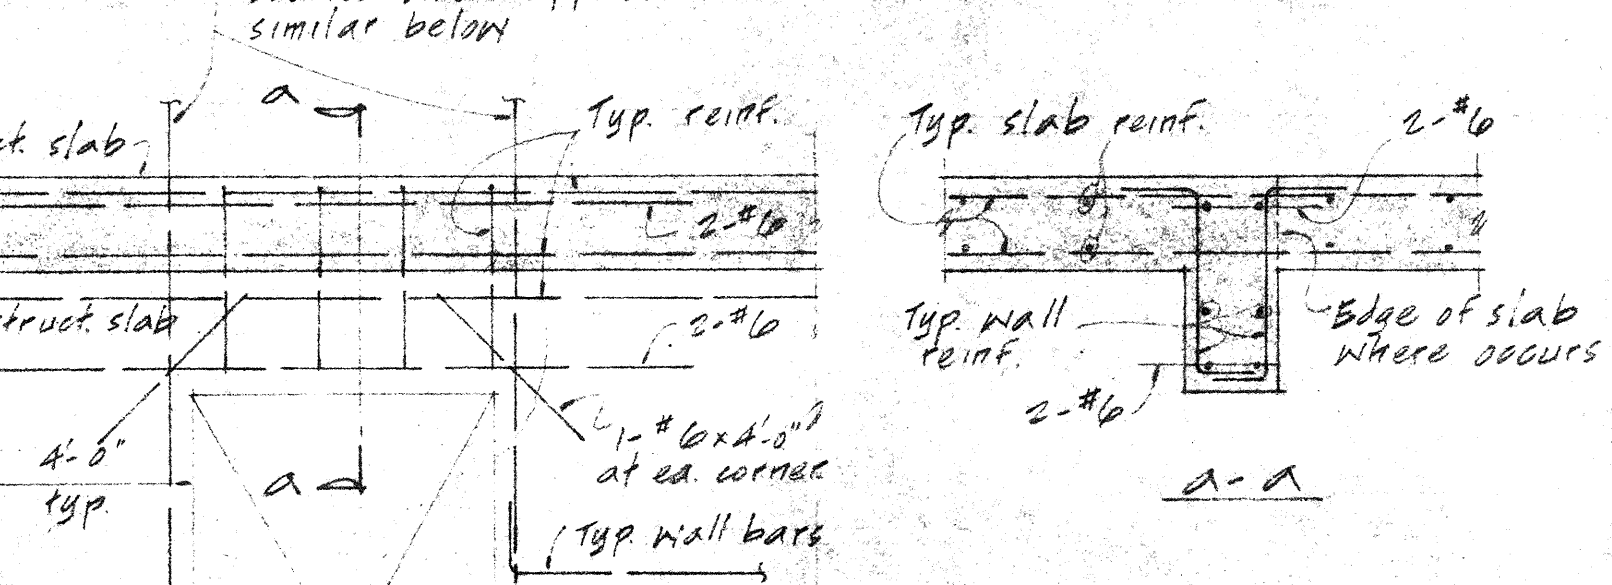 similar below
a
Typ. reinf.
slab
2-#6
struct. slab
2-#6
4'-0"
typ.
1-#6x4'-0"
at ea. corner
a
Typ. wall bars
Typ. slab reinf.
2-#6
Typ. wall
reinf.
Edge of slab
where occurs
2-#6
a-a